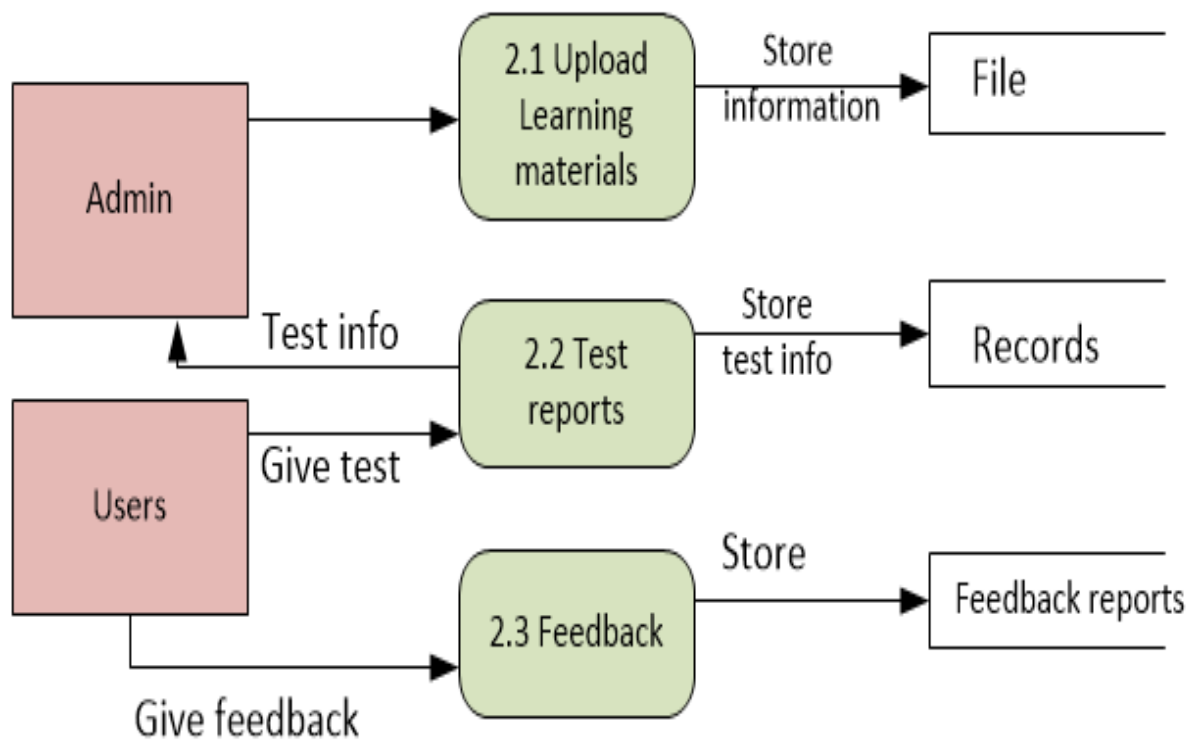 2.1 Upload
Learning
materials
Store
information
File
Admin
Test info
2.2 Test
reports
Store
test info
Records
Users
Give test
Give feedback
2.3 Feedback
Store
Feedback reports